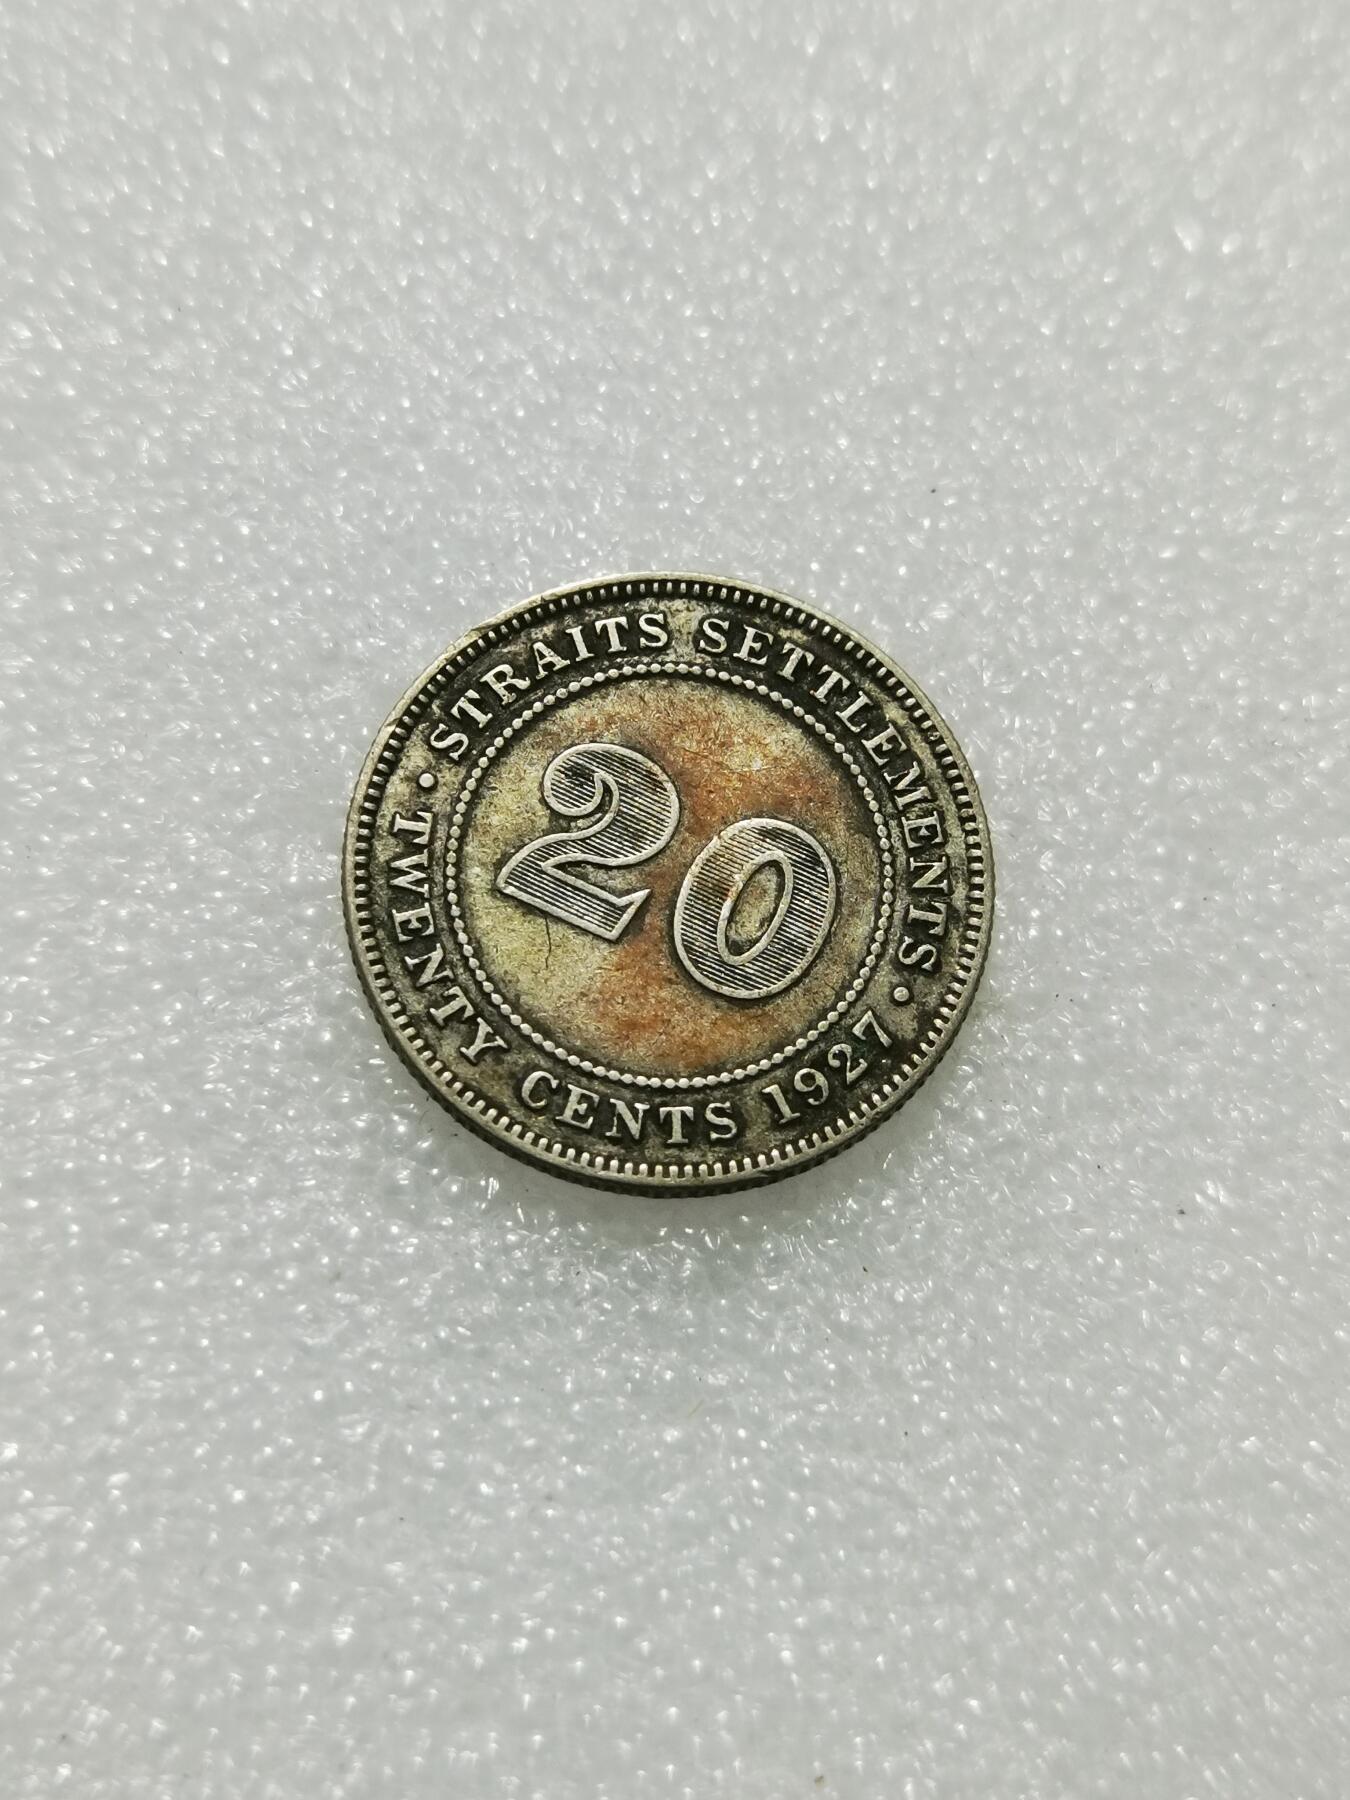 · STRAITS SETTLEMENTS ·
20
TWENTY CENTS 1927